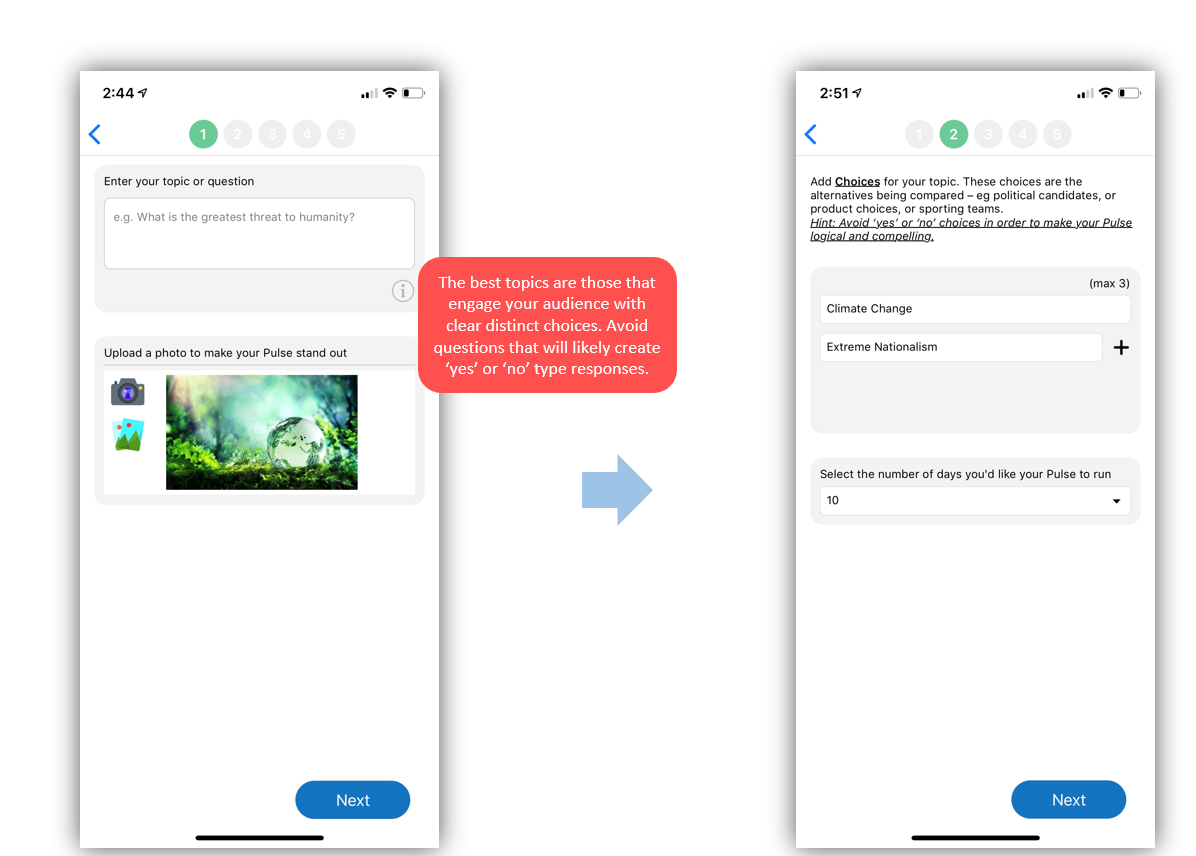 2:44
1 2 3 4 5
Enter your topic or question
e.g. What is the greatest threat to humanity?
i
Upload a photo to make your Pulse stand out
Next
The best topics are those that
engage your audience with
clear distinct choices. Avoid
questions that will likely create
‘yes’ or ‘no’ type responses.
2:51
1 2 3 4 5
Add Choices for your topic. These choices are the
alternatives being compared – eg political candidates, or
product choices, or sporting teams.
Hint: Avoid ‘yes’ or ‘no’ choices in order to make your Pulse
logical and compelling.
(max 3)
Climate Change
Extreme Nationalism
Select the number of days you'd like your Pulse to run
10
Next